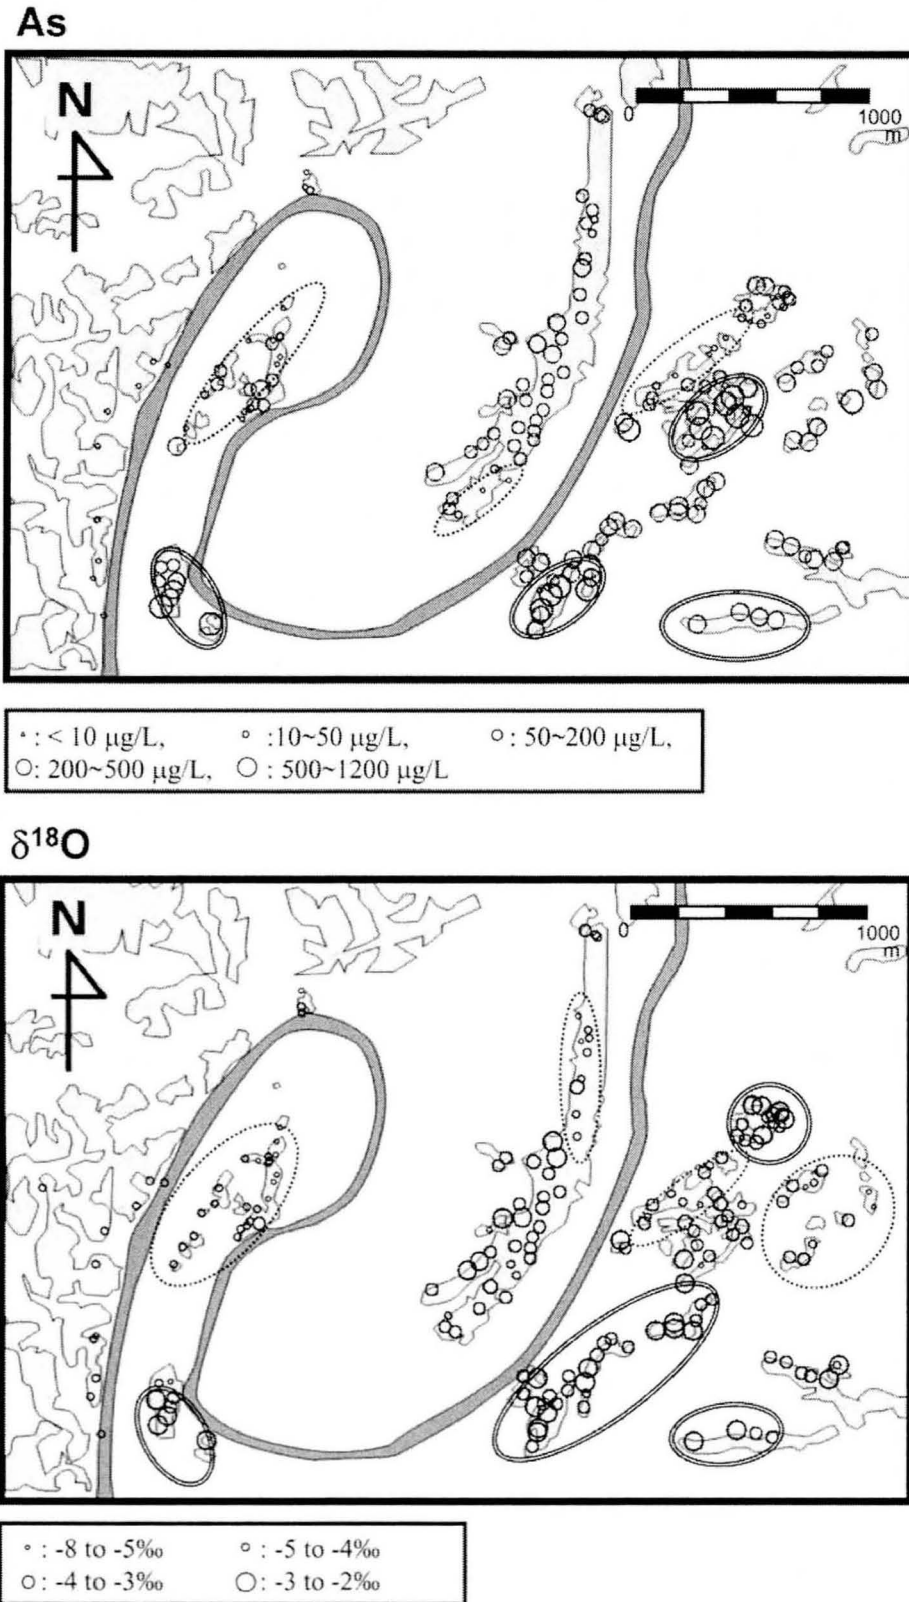 As
N
0
1000
m
▵ : < 10 μg/L, ○ :10~50 μg/L, ○ : 50~200 μg/L,
○: 200~500 μg/L, ○: 500~1200 μg/L
δ¹⁸O
N
0
1000
m
○ : -8 to -5‰ ○ : -5 to -4‰
○ : -4 to -3‰ ○: -3 to -2‰